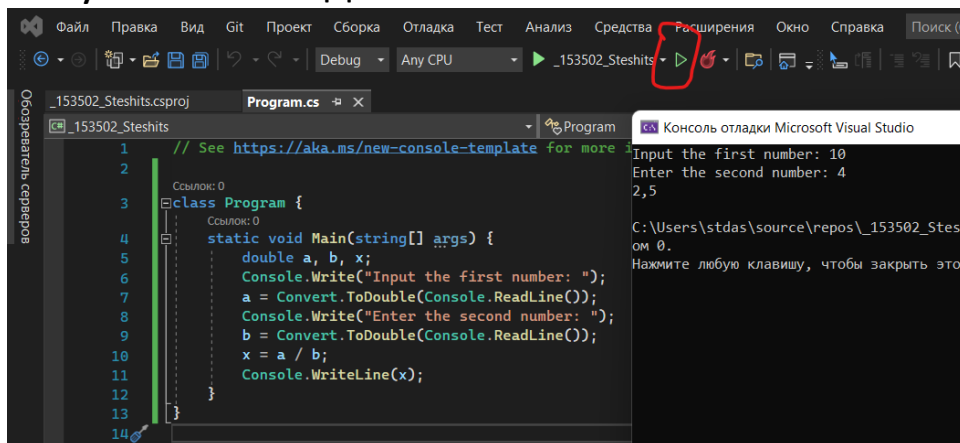 Файл Правка Вид Git Проект Сборка Отладка Тест Анализ Средства Расширения Окно Справка Поиск (
Debug Any CPU _153502_Steshits
Обозреватель серверов
_153502_Steshits.csproj Program.cs
C# _153502_Steshits Program
1 // See https://aka.ms/new-console-template for more i
2
Ссылок: 0
3 class Program {
Ссылок: 0
4 static void Main(string[] args) {
5 double a, b, x;
6 Console.Write("Input the first number: ");
7 a = Convert.ToDouble(Console.ReadLine());
8 Console.Write("Enter the second number: ");
9 b = Convert.ToDouble(Console.ReadLine());
10 x = a / b;
11 Console.WriteLine(x);
12 }
13 }
14
Консоль отладки Microsoft Visual Studio
Input the first number: 10
Enter the second number: 4
2,5
C:\Users\stdas\source\repos\_153502_Stes
ом 0.
Нажмите любую клавишу, чтобы закрыть это